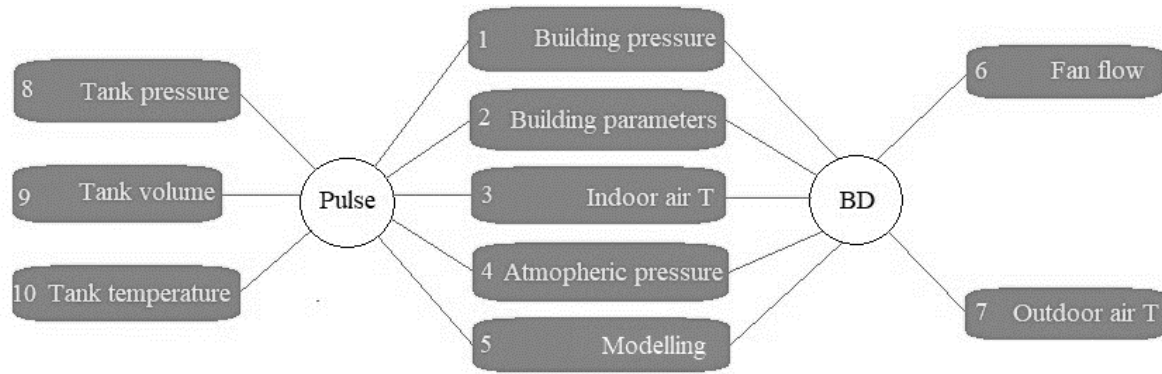 8 Tank pressure
9 Tank volume
10 Tank temperature
Pulse
1 Building pressure
2 Building parameters
3 Indoor air T
4 Atmopheric pressure
5 Modelling
BD
6 Fan flow
7 Outdoor air T